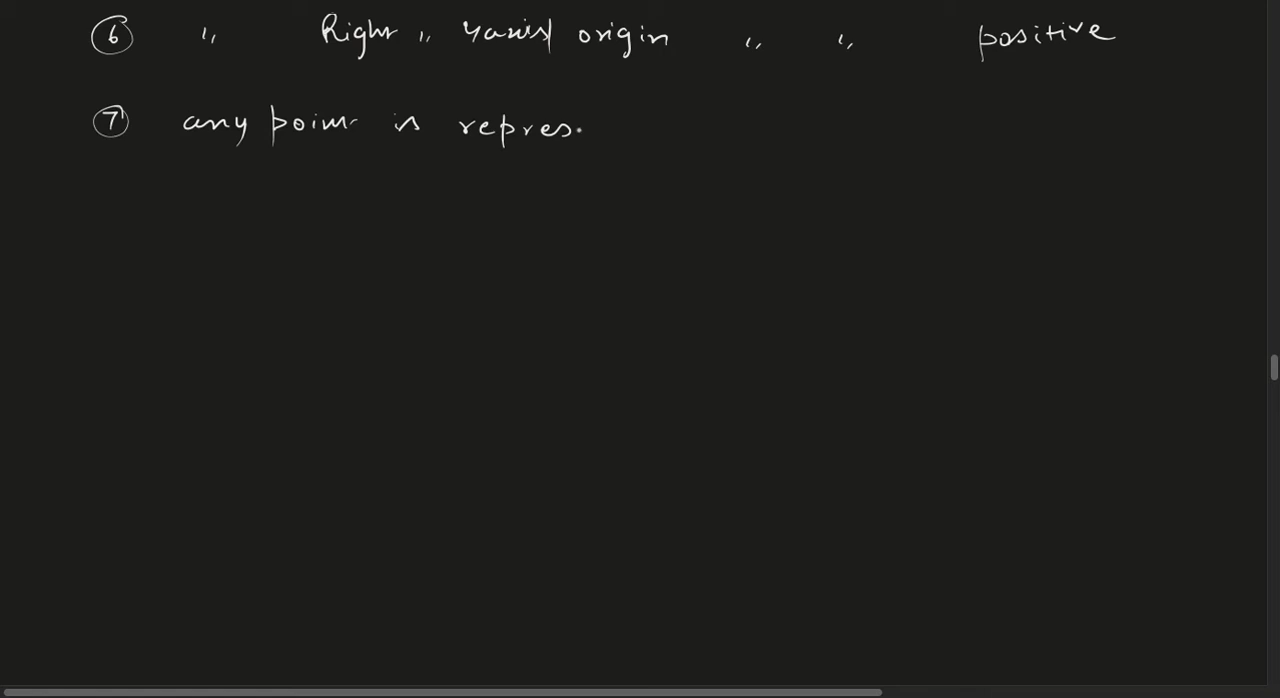 ⑥ ,, Right ,, Y axis/ origin ,, ,, positive
⑦ any point is repres